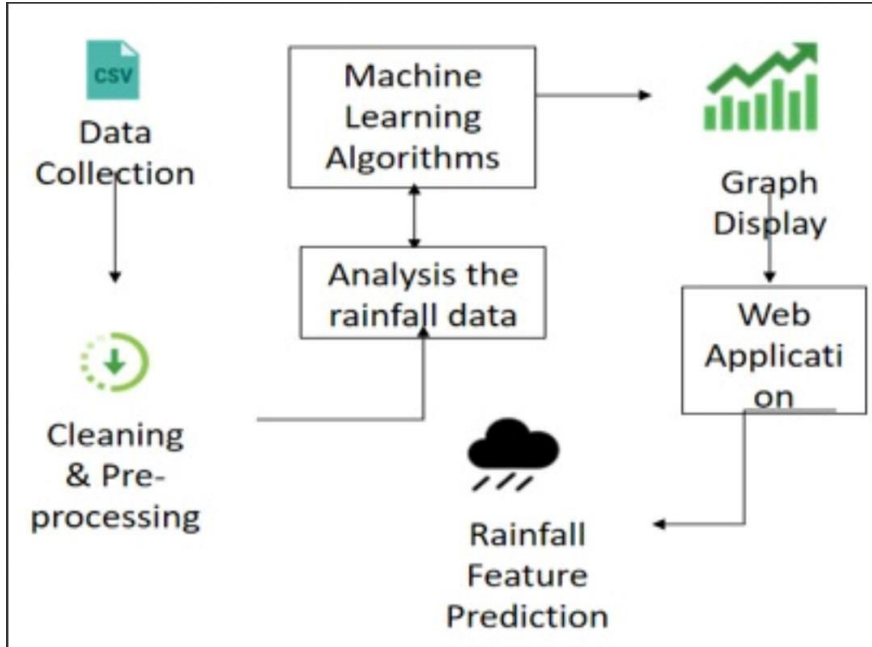 CSV
Data
Collection
Cleaning
& Pre-
processing
Analysis the
rainfall data
Machine
Learning
Algorithms
Graph
Display
Web
Applicati
on
Rainfall
Feature
Prediction